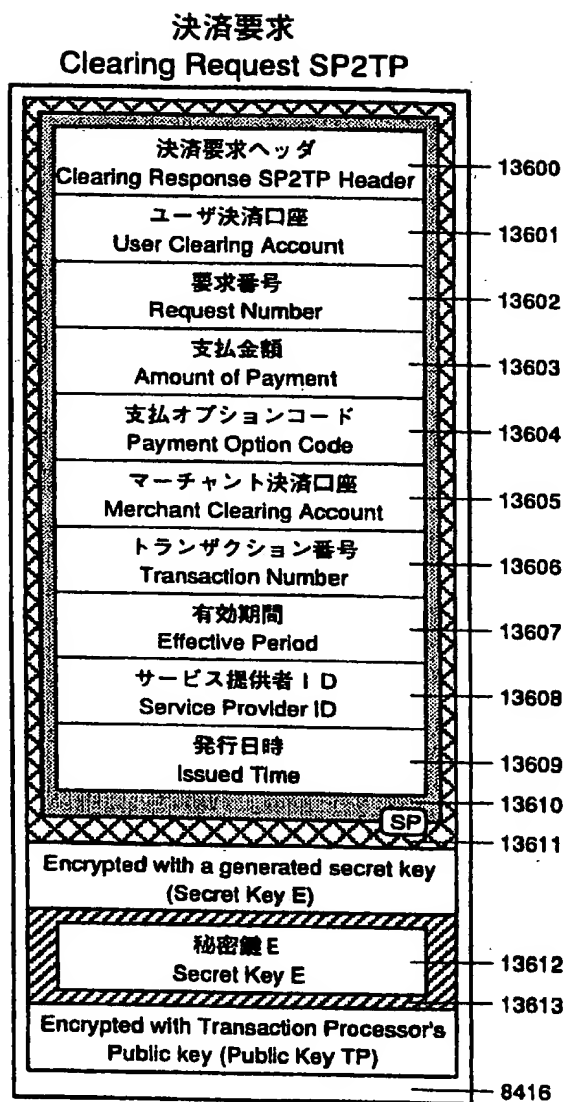 決済要求
Clearing Request SP2TP
決済要求ヘッダ
Clearing Response SP2TP Header
13600
ユーザ決済口座
User Clearing Account
13601
要求番号
Request Number
13602
支払金額
Amount of Payment
13603
支払オプションコード
Payment Option Code
13604
マーチャント決済口座
Merchant Clearing Account
13605
トランザクション番号
Transaction Number
13606
有効期間
Effective Period
13607
サービス提供者ID
Service Provider ID
13608
発行日時
Issued Time
13609
13610
SP
13611
Encrypted with a generated secret key
(Secret Key E)
秘密鍵E
Secret Key E
13612
13613
Encrypted with Transaction Processor's
Public key (Public Key TP)
8416